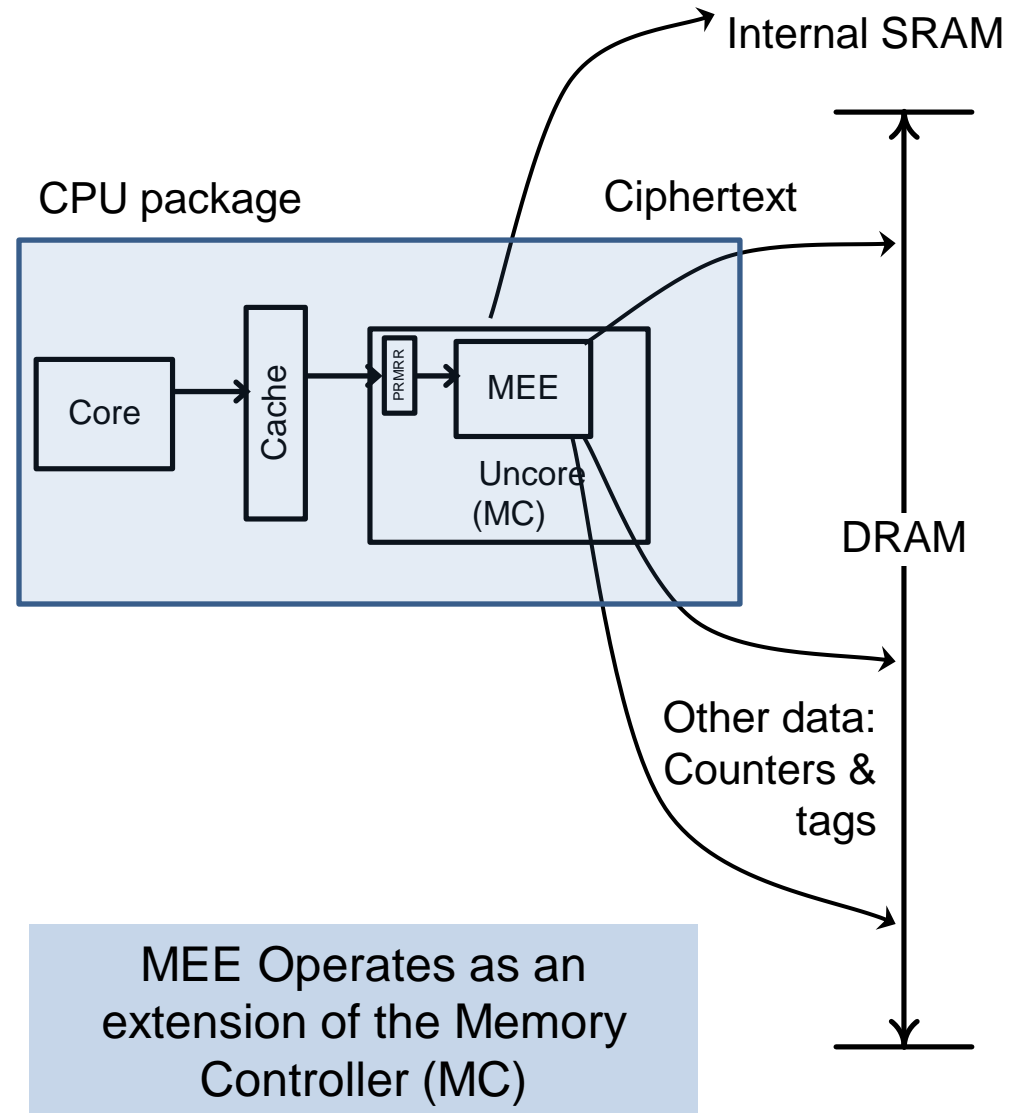 Internal SRAM
CPU package
Ciphertext
Core
Cache
PRMRR
MEE
Uncore
(MC)
DRAM
Other data:
Counters &
tags
MEE Operates as an
extension of the Memory
Controller (MC)